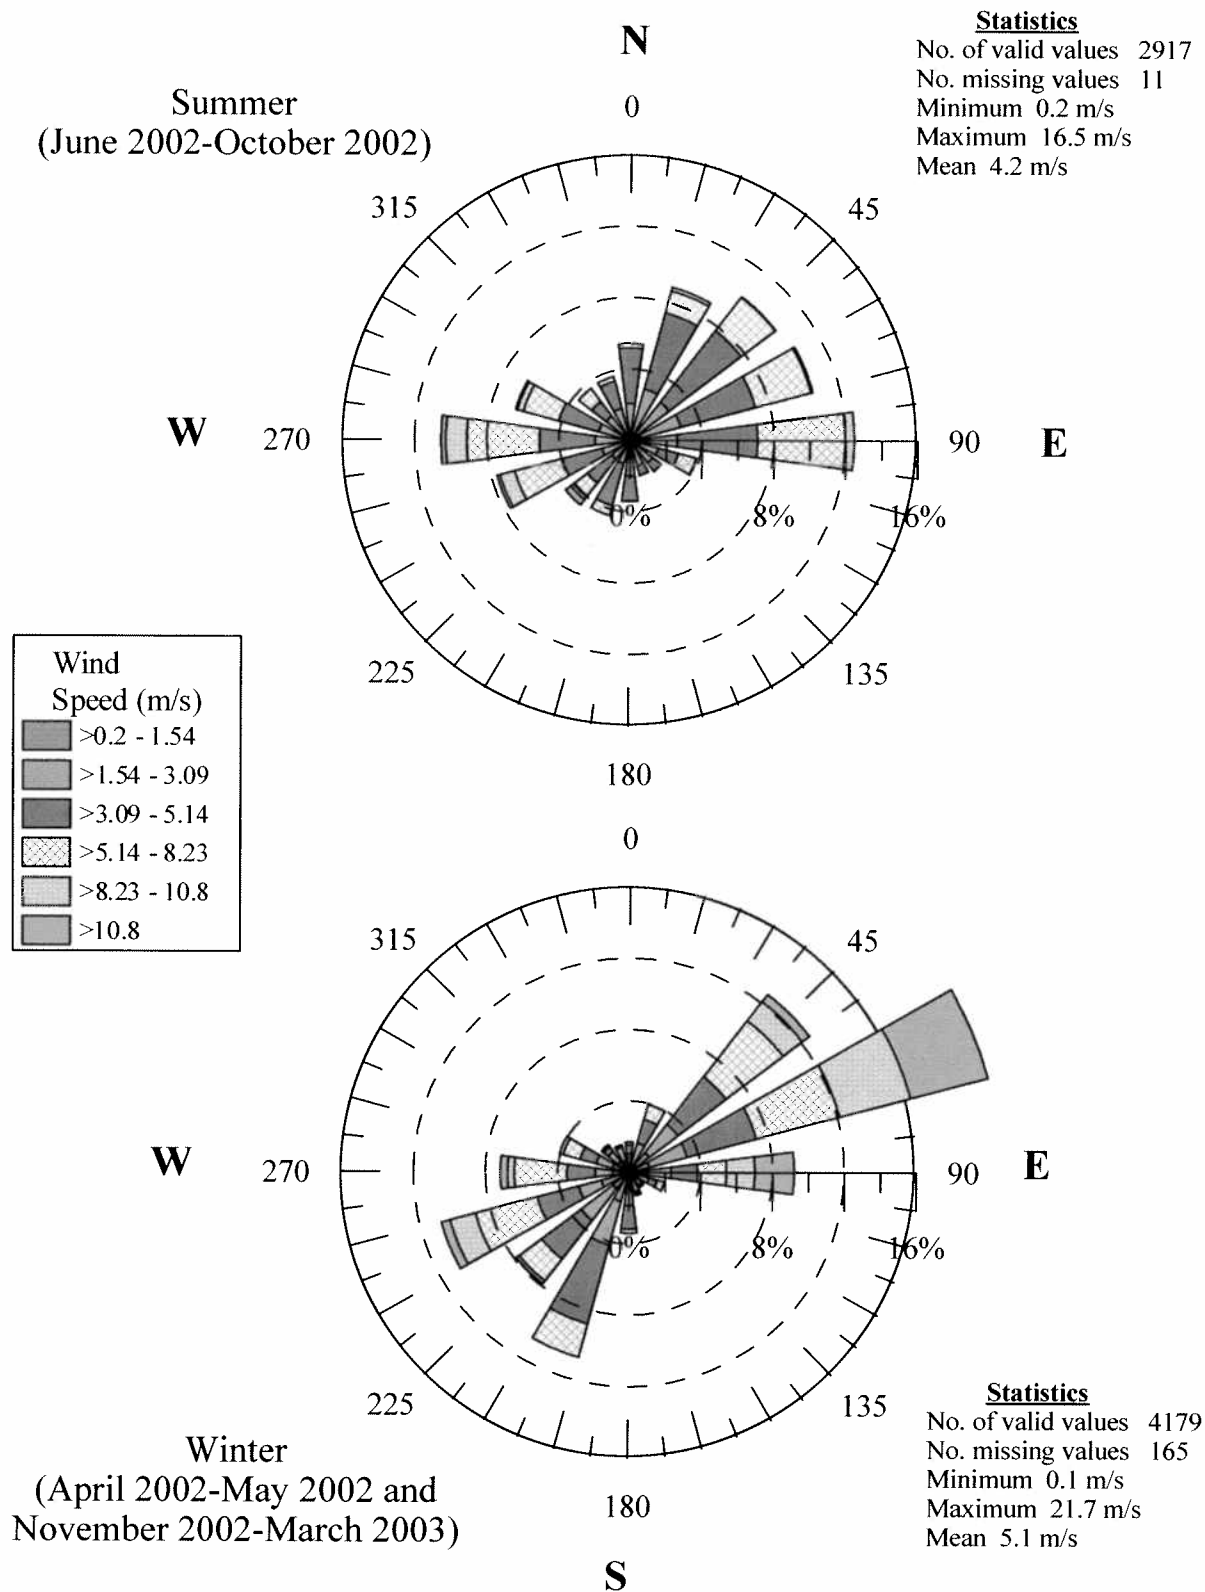 N
Statistics
No. of valid values 2917
No. missing values 11
Minimum 0.2 m/s
Maximum 16.5 m/s
Mean 4.2 m/s
Summer
(June 2002-October 2002)
0
315
45
W
270
90
E
0%
8%
16%
225
135
180
Wind
Speed (m/s)
>0.2 - 1.54
>1.54 - 3.09
>3.09 - 5.14
>5.14 - 8.23
>8.23 - 10.8
>10.8
0
315
45
W
270
90
E
0%
8%
16%
225
135
180
Winter
(April 2002-May 2002 and
November 2002-March 2003)
Statistics
No. of valid values 4179
No. missing values 165
Minimum 0.1 m/s
Maximum 21.7 m/s
Mean 5.1 m/s
S